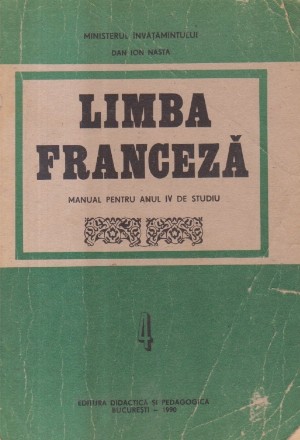 MINISTERUL ÎNVĂȚAMÎNTULUI
DAN ION NASTA
LIMBA
FRANCEZĂ
MANUAL PENTRU ANUL IV DE STUDIU
4
EDITURA DIDACTICĂ ȘI PEDAGOGICĂ
BUCUREȘTI - 1990